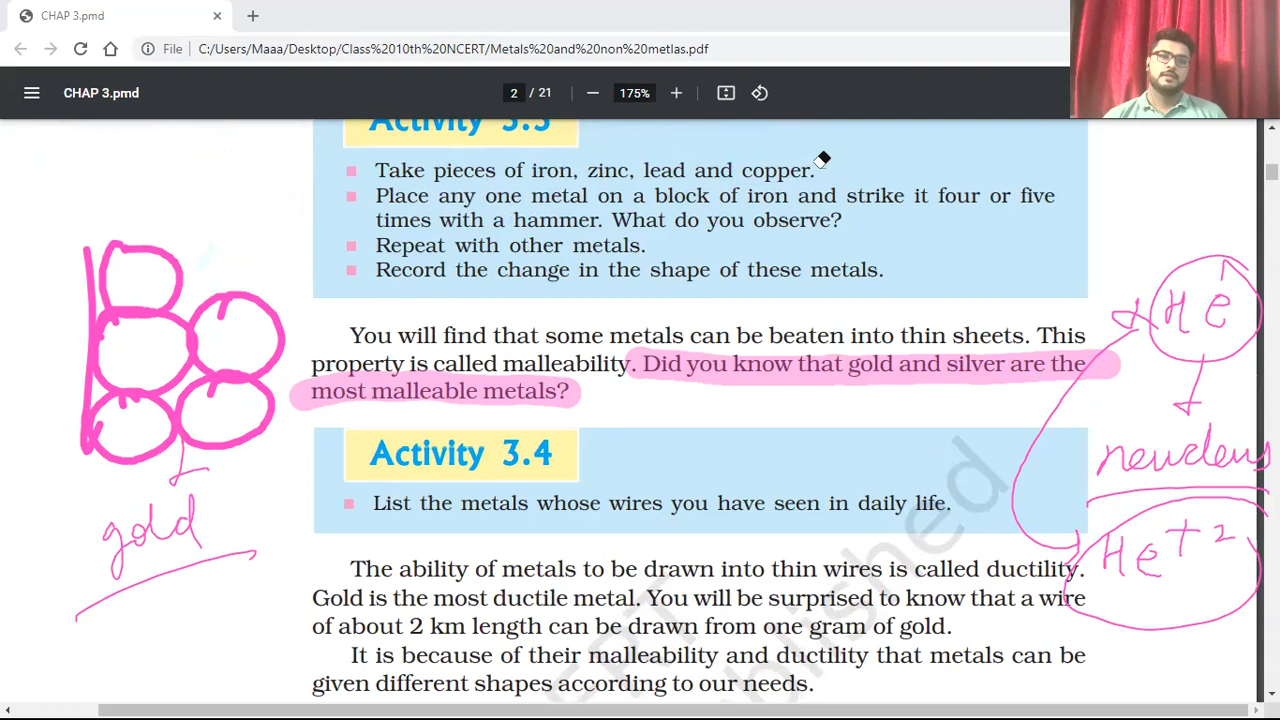 CHAP 3.pmd
File
C:/Users/Maaa/Desktop/Class%2010th%20NCERT/Metals%20and%20non%20metlas.pdf
CHAP 3.pmd
2 / 21
175%
Activity 3.3
Take pieces of iron, zinc, lead and copper.
Place any one metal on a block of iron and strike it four or five
times with a hammer. What do you observe?
Repeat with other metals.
Record the change in the shape of these metals.
You will find that some metals can be beaten into thin sheets. This
property is called malleability. Did you know that gold and silver are the
most malleable metals?
Activity 3.4
List the metals whose wires you have seen in daily life.
The ability of metals to be drawn into thin wires is called ductility.
Gold is the most ductile metal. You will be surprised to know that a wire
of about 2 km length can be drawn from one gram of gold.
It is because of their malleability and ductility that metals can be
given different shapes according to our needs.
gold
He
He+2